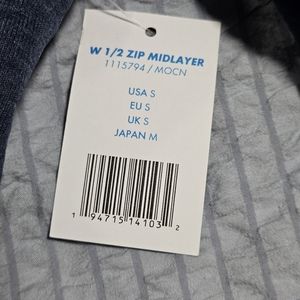 W 1/2 ZIP MIDLAYER
1115794 / MOCN
USA S
EU S
UK S
JAPAN M
1 94715 14103 2